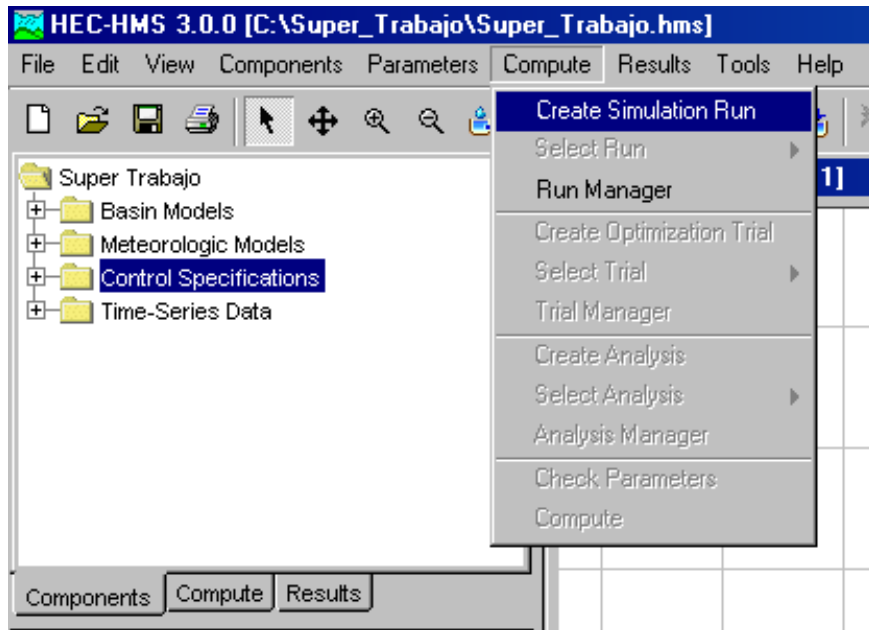 HEC-HMS 3.0.0 [C:\Super_Trabajo\Super_Trabajo.hms]
File Edit View Components Parameters Compute Results Tools Help
Create Simulation Run
Select Run
Run Manager
Create Optimization Trial
Select Trial
Trial Manager
Create Analysis
Select Analysis
Analysis Manager
Check Parameters
Compute
1]
Super Trabajo
Basin Models
Meteorologic Models
Control Specifications
Time-Series Data
Components Compute Results